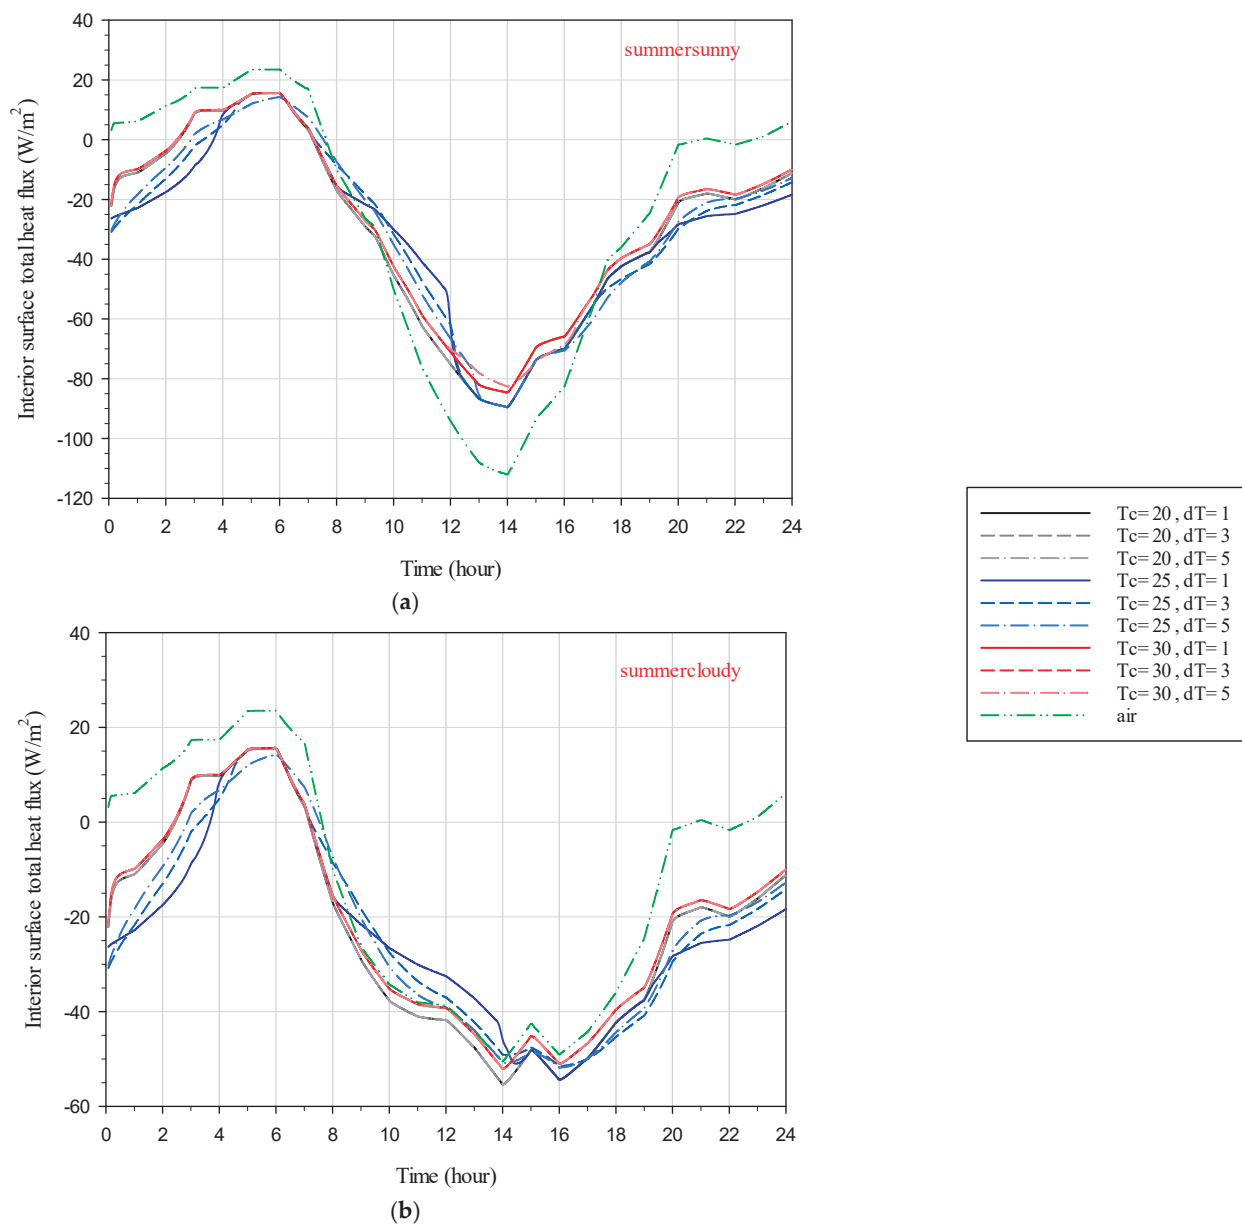 40
20
0
-20
-40
-60
-80
-100
-120
Interior surface total heat flux (W/m²)
summersunny
0 2 4 6 8 10 12 14 16 18 20 22 24
Time (hour)
(a)
Tc=20 , dT=1
Tc=20 , dT=3
Tc=20 , dT=5
Tc=25 , dT=1
Tc=25 , dT=3
Tc=25 , dT=5
Tc=30 , dT=1
Tc=30 , dT=3
Tc=30 , dT=5
air
40
20
0
-20
-40
-60
Interior surface total heat flux (W/m²)
summercloudy
0 2 4 6 8 10 12 14 16 18 20 22 24
Time (hour)
(b)